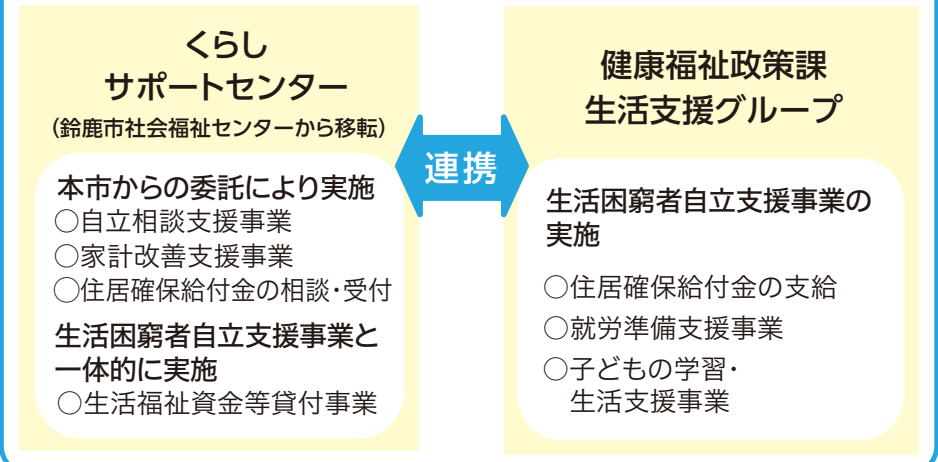 くらし
サポートセンター
(鈴鹿市社会福祉センターから移転)
本市からの委託により実施
○自立相談支援事業
○家計改善支援事業
○住居確保給付金の相談・受付
生活困窮者自立支援事業と
一体的に実施
○生活福祉資金等貸付事業
連携
健康福祉政策課
生活支援グループ
生活困窮者自立支援事業の
実施
○住居確保給付金の支給
○就労準備支援事業
○子どもの学習・
生活支援事業